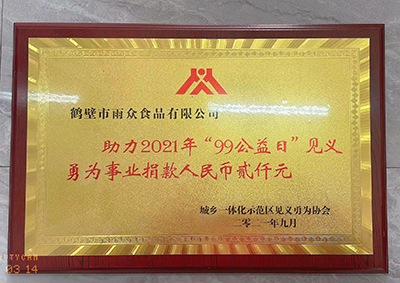 鹤壁市雨众食品有限公司
助力2021年“99公益日”见义
勇为事业捐款人民币贰仟元
城乡一体化示范区见义勇为协会
二零二一年九月
03 14